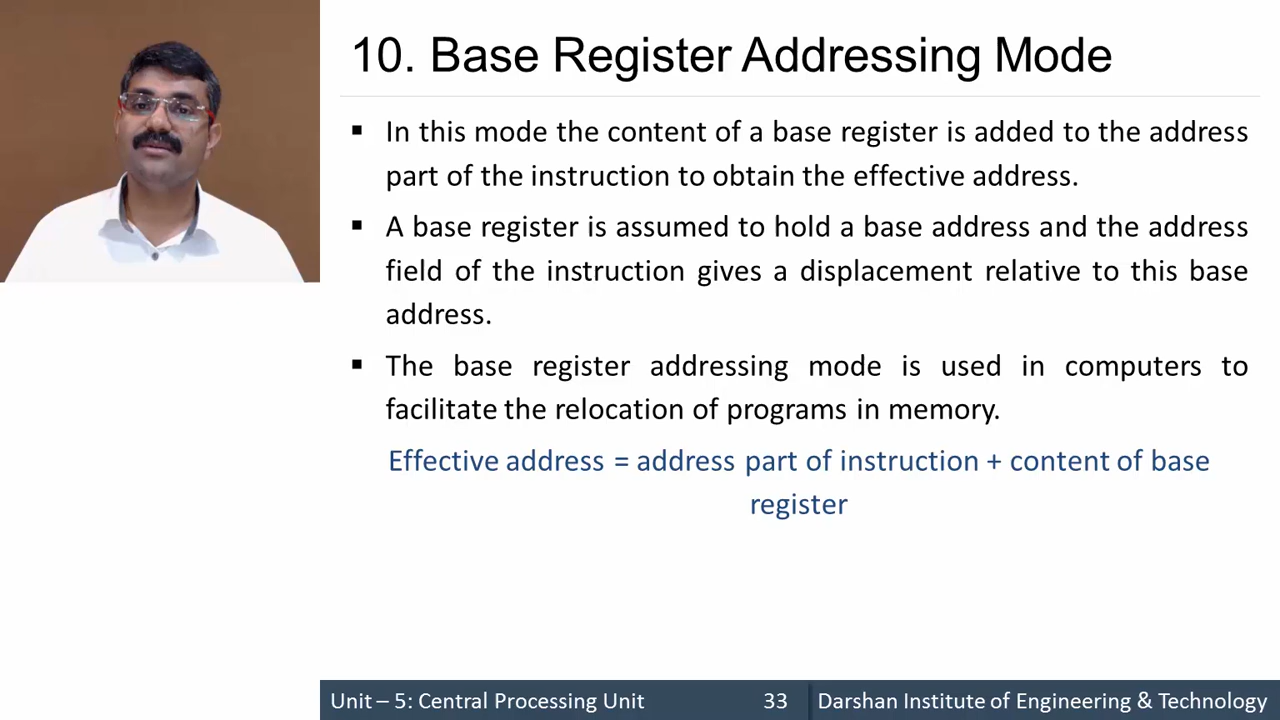 10. Base Register Addressing Mode
▪ In this mode the content of a base register is added to the address
part of the instruction to obtain the effective address.
▪ A base register is assumed to hold a base address and the address
field of the instruction gives a displacement relative to this base
address.
▪ The base register addressing mode is used in computers to
facilitate the relocation of programs in memory.
Effective address = address part of instruction + content of base
register
Unit – 5: Central Processing Unit 33 Darshan Institute of Engineering & Technology